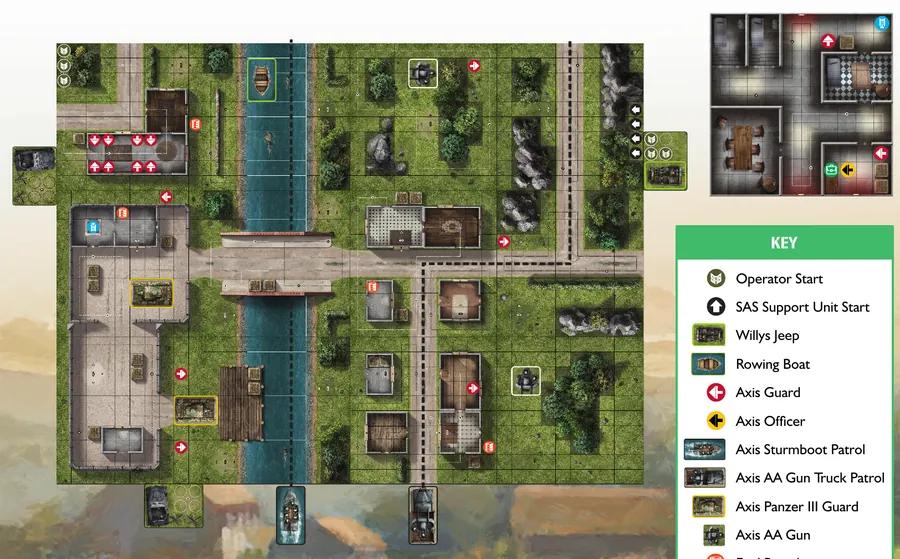 KEY
Operator Start
SAS Support Unit Start
Willys Jeep
Rowing Boat
Axis Guard
Axis Officer
Axis Sturmboot Patrol
Axis AA Gun Truck Patrol
Axis Panzer III Guard
Axis AA Gun